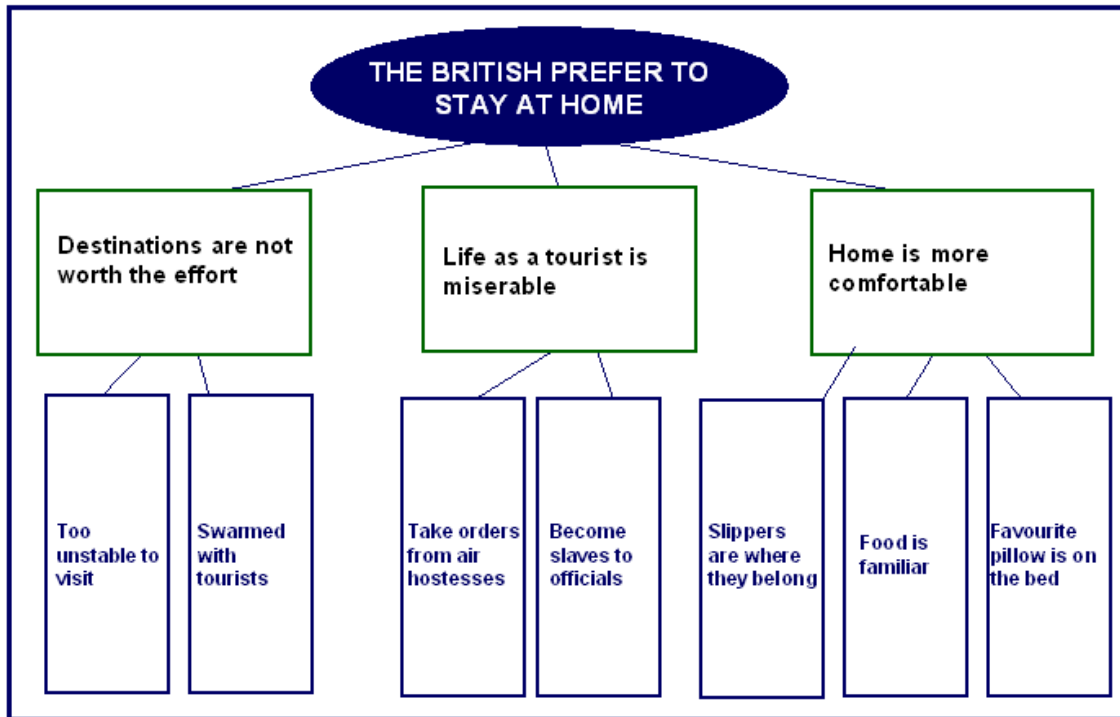 THE BRITISH PREFER TO
STAY AT HOME
Destinations are not
worth the effort
Life as a tourist is
miserable
Home is more
comfortable
Too
unstable to
visit
Swarmed
with
tourists
Take orders
from air
hostesses
Become
slaves to
officials
Slippers
are where
they belong
Food is
familiar
Favourite
pillow is on
the bed